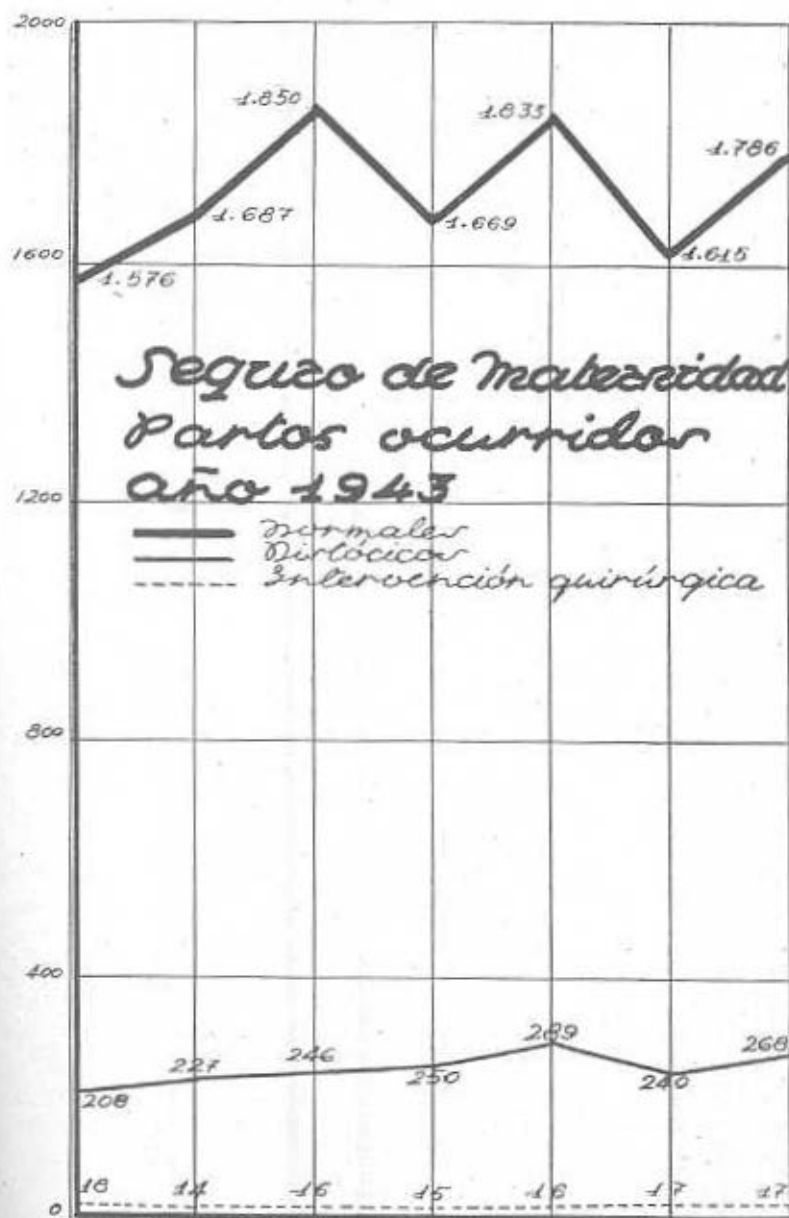 2000
1.850
1.833
1.786
1.687
1.669
1.615
1600
1.576
Seguro de Maternidad
Partos ocurridos
año 1943
1200
Normales
Distócicos
Intervención quirúrgica
800
400
289
268
246
250
240
227
208
18 14 16 15 16 17 17
0